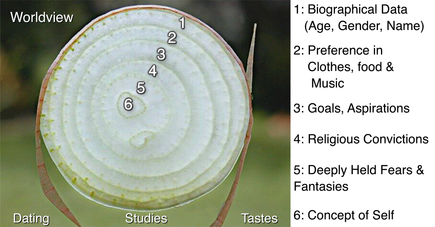 Worldview
1
2
3
4
5
6
Dating Studies Tastes
1: Biographical Data
(Age, Gender, Name)
2: Preference in
Clothes, food &
Music
3: Goals, Aspirations
4: Religious Convictions
5: Deeply Held Fears &
Fantasies
6: Concept of Self